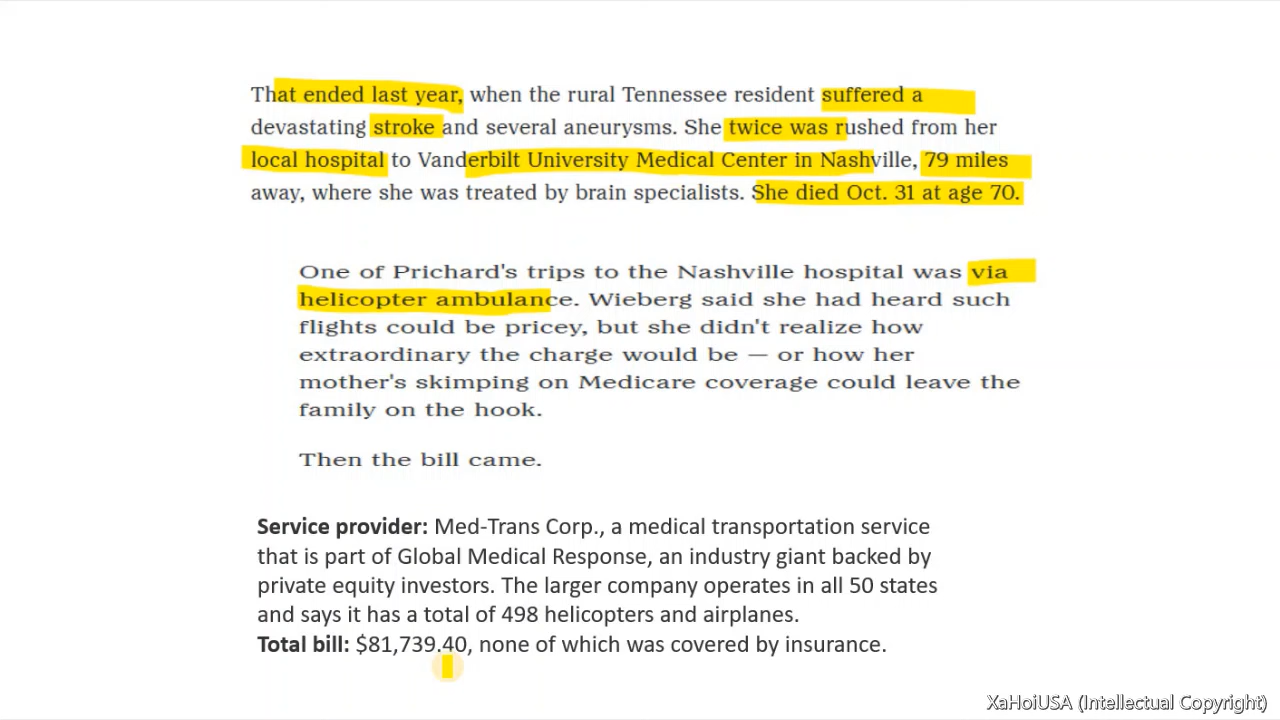 That ended last year, when the rural Tennessee resident suffered a
devastating stroke and several aneurysms. She twice was rushed from her
local hospital to Vanderbilt University Medical Center in Nashville, 79 miles
away, where she was treated by brain specialists. She died Oct. 31 at age 70.
One of Prichard's trips to the Nashville hospital was via
helicopter ambulance. Wieberg said she had heard such
flights could be pricey, but she didn't realize how
extraordinary the charge would be — or how her
mother's skimping on Medicare coverage could leave the
family on the hook.
Then the bill came.
Service provider: Med-Trans Corp., a medical transportation service
that is part of Global Medical Response, an industry giant backed by
private equity investors. The larger company operates in all 50 states
and says it has a total of 498 helicopters and airplanes.
Total bill: $81,739.40, none of which was covered by insurance.
XaHoiUSA (Intellectual Copyright)